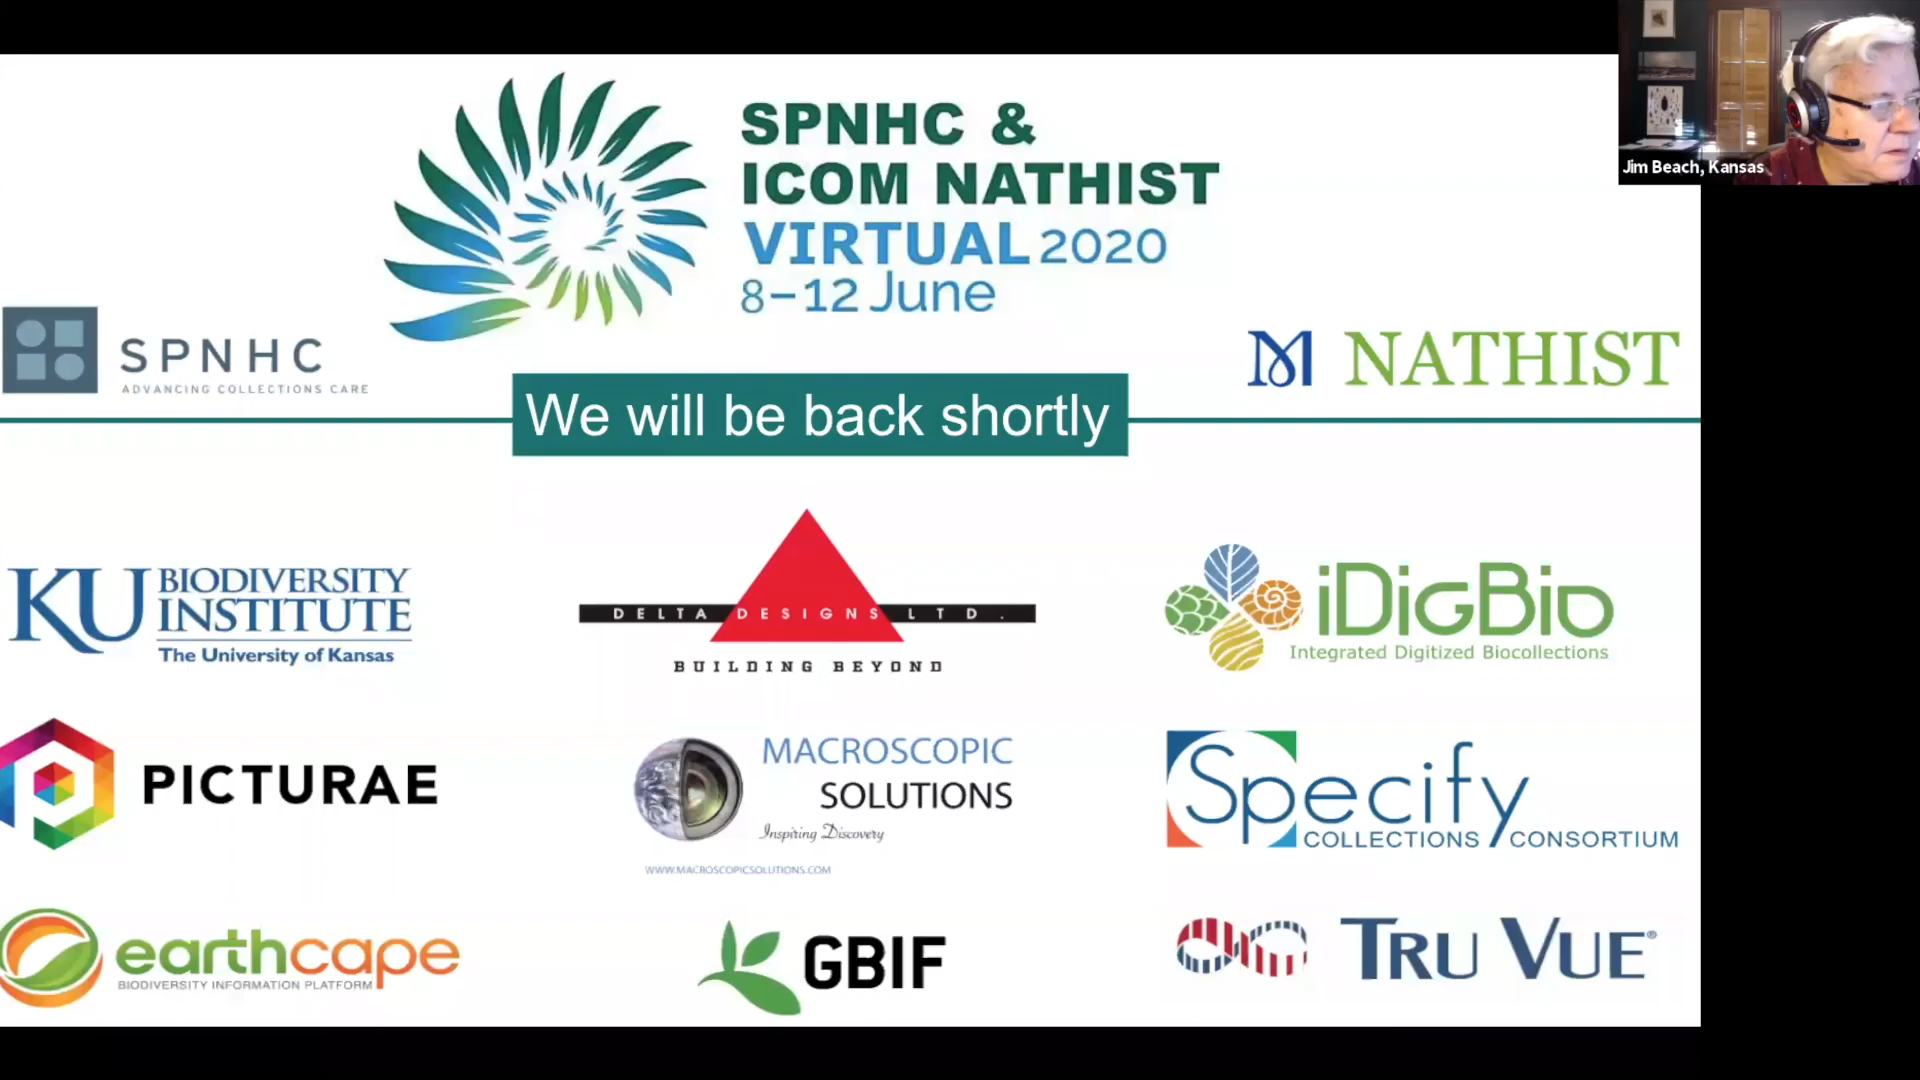 SPNHC &
ICOM NATHIST
VIRTUAL 2020
8–12 June
Jim Beach, Kansas
SPNHC
ADVANCING COLLECTIONS CARE
NATHIST
We will be back shortly
KU BIODIVERSITY
INSTITUTE
The University of Kansas
DELTA DESIGNS LTD.
BUILDING BEYOND
iDigBio
Integrated Digitized Biocollections
PICTURAE
MACROSCOPIC
SOLUTIONS
Inspiring Discovery
WWW.MACROSCOPICSOLUTIONS.COM
Specify
COLLECTIONS CONSORTIUM
earthcape
BIODIVERSITY INFORMATION PLATFORM
GBIF
TRU VUE®